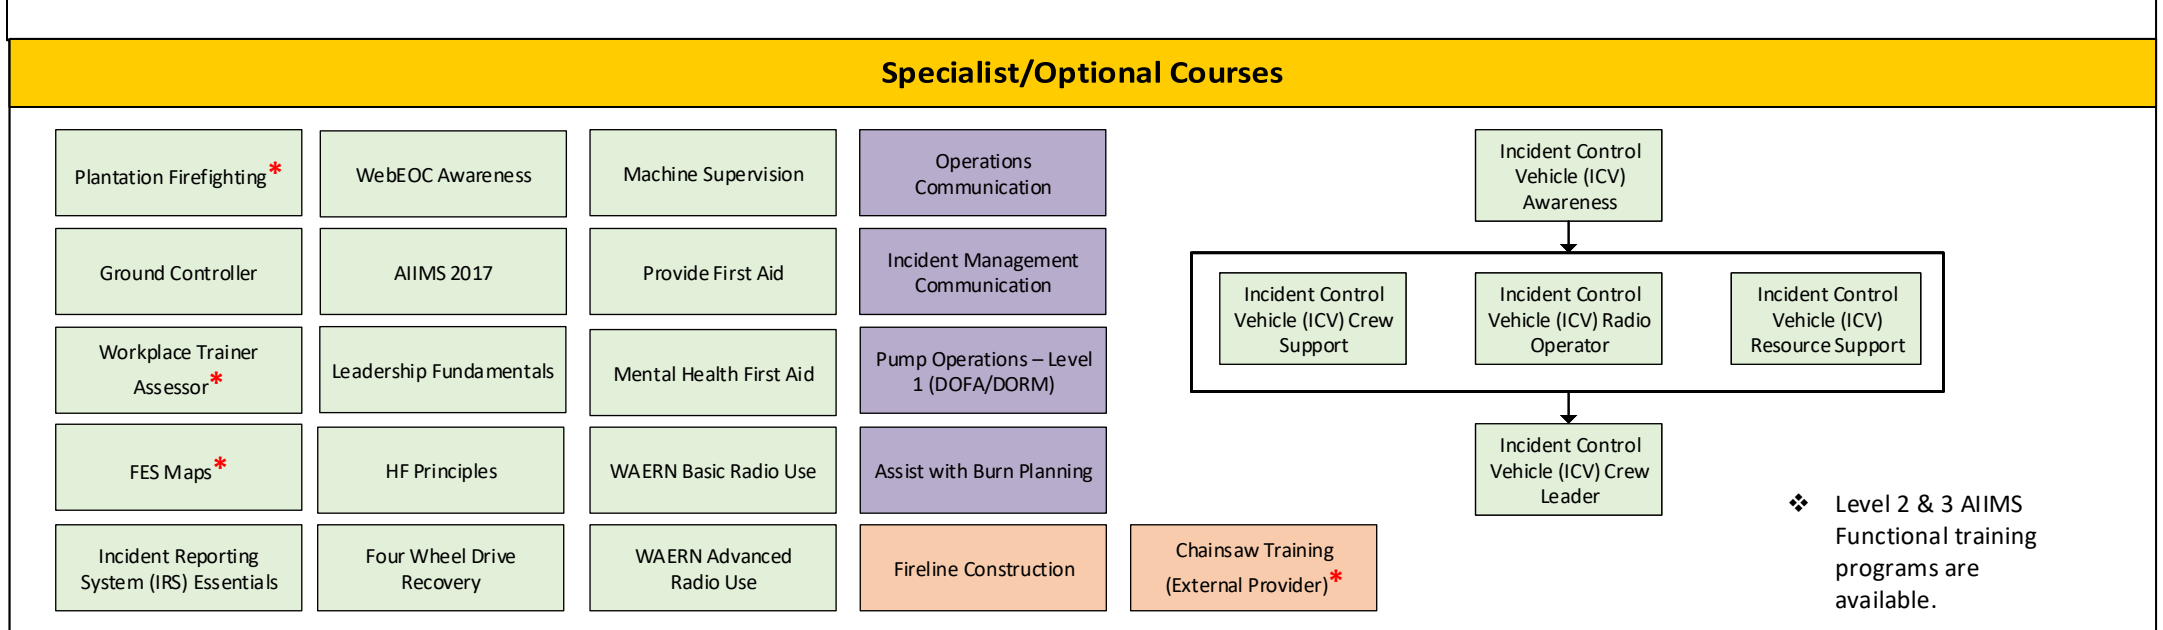 Specialist/Optional Courses
Plantation Firefighting*
WebEOC Awareness
Machine Supervision
Operations
Communication
Ground Controller
AIIMS 2017
Provide First Aid
Incident Management
Communication
Workplace Trainer
Assessor*
Leadership Fundamentals
Mental Health First Aid
Pump Operations – Level
1 (DOFA/DORM)
FES Maps*
HF Principles
WAERN Basic Radio Use
Assist with Burn Planning
Incident Reporting
System (IRS) Essentials
Four Wheel Drive
Recovery
WAERN Advanced
Radio Use
Fireline Construction
Chainsaw Training
(External Provider)*
Incident Control
Vehicle (ICV)
Awareness
Incident Control
Vehicle (ICV) Crew
Support
Incident Control
Vehicle (ICV) Radio
Operator
Incident Control
Vehicle (ICV)
Resource Support
Incident Control
Vehicle (ICV) Crew
Leader
❖ Level 2 & 3 AIIMS
Functional training
programs are
available.